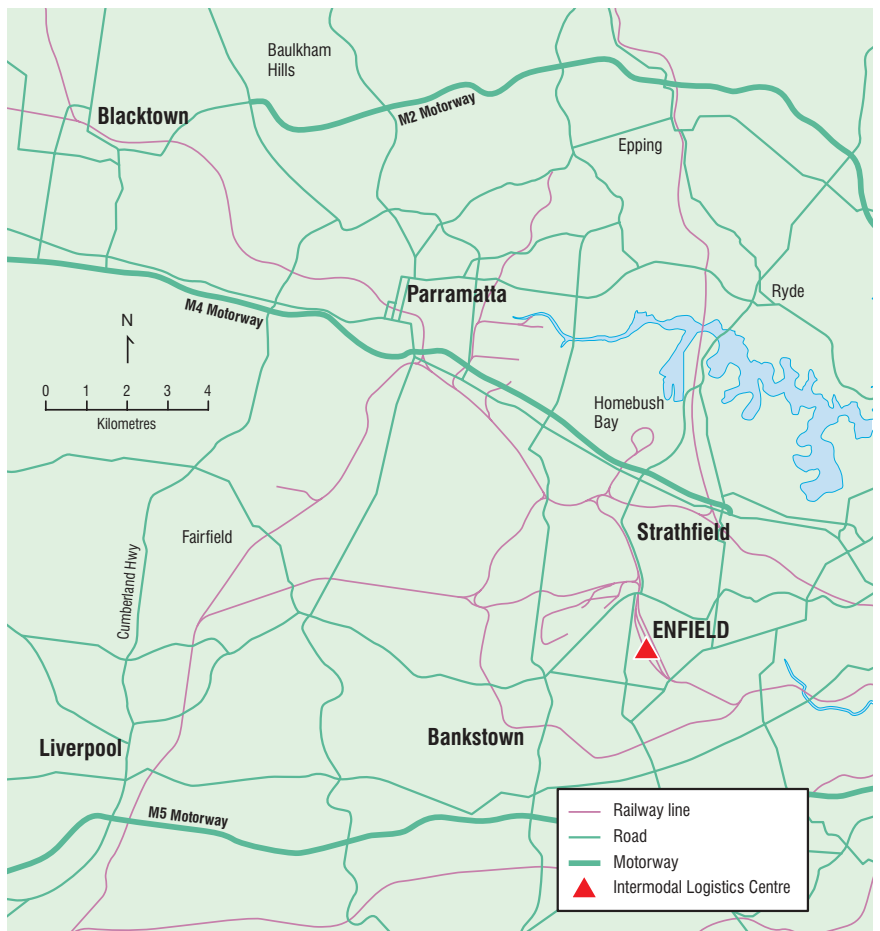 Baulkham
Hills
Blacktown
M2 Motorway
Epping
Parramatta
Ryde
M4 Motorway
N
0 1 2 3 4
Kilometres
Homebush
Bay
Strathfield
Fairfield
Cumberland Hwy
ENFIELD
Liverpool
Bankstown
M5 Motorway
Railway line
Road
Motorway
Intermodal Logistics Centre